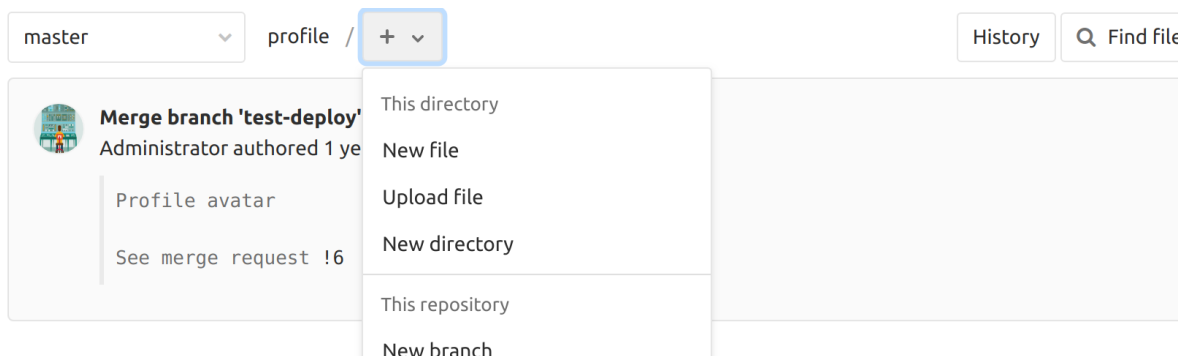 master
profile / +
History
Find file
This directory
New file
Upload file
New directory
This repository
New branch
Merge branch 'test-deploy'
Administrator authored 1 ye
Profile avatar
See merge request !6